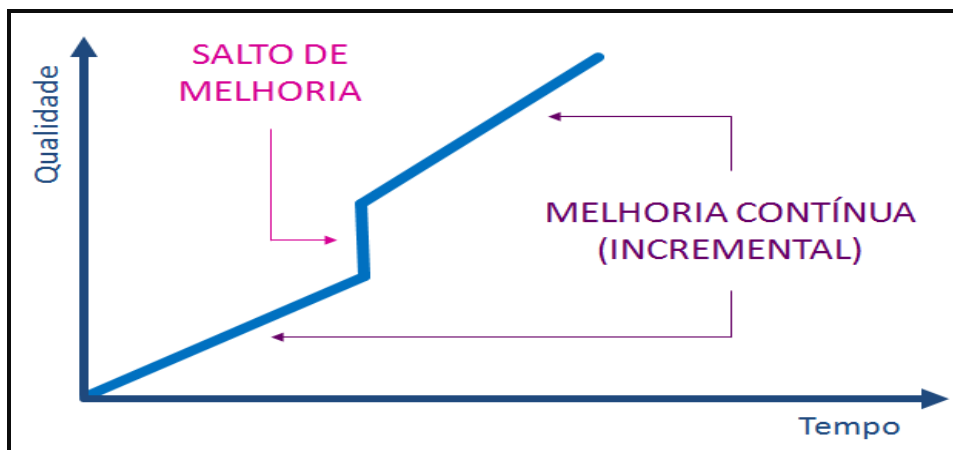 SALTO DE
MELHORIA
Qualidade
MELHORIA CONTÍNUA
(INCREMENTAL)
Tempo